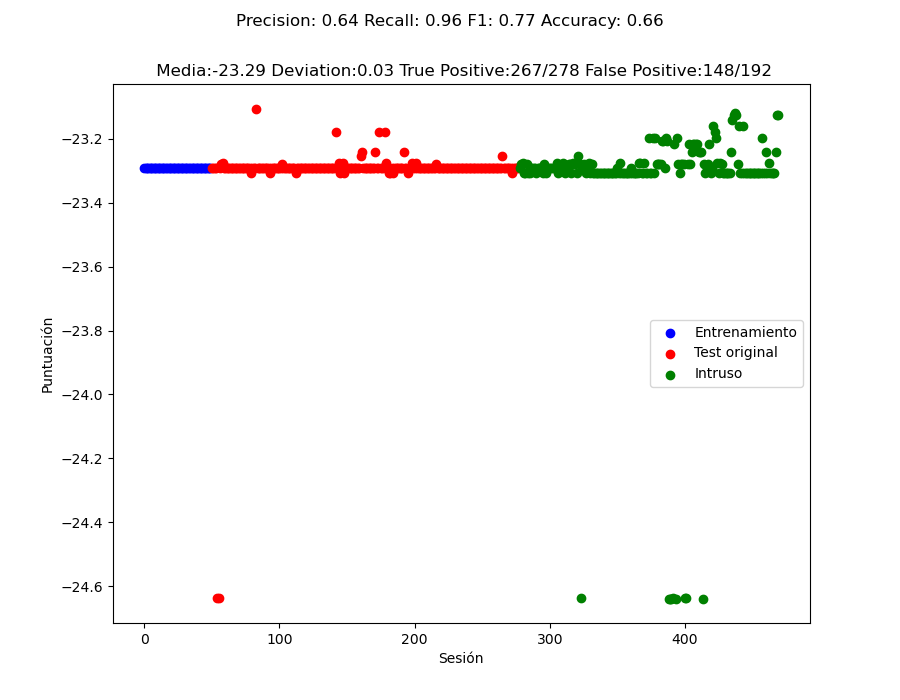 Precision: 0.64 Recall: 0.96 F1: 0.77 Accuracy: 0.66
Media:-23.29 Deviation:0.03 True Positive:267/278 False Positive:148/192
−23.2
−23.4
−23.6
−23.8
−24.0
−24.2
−24.4
−24.6
Puntuación
Entrenamiento
Test original
Intruso
0
100
200
300
400
Sesión